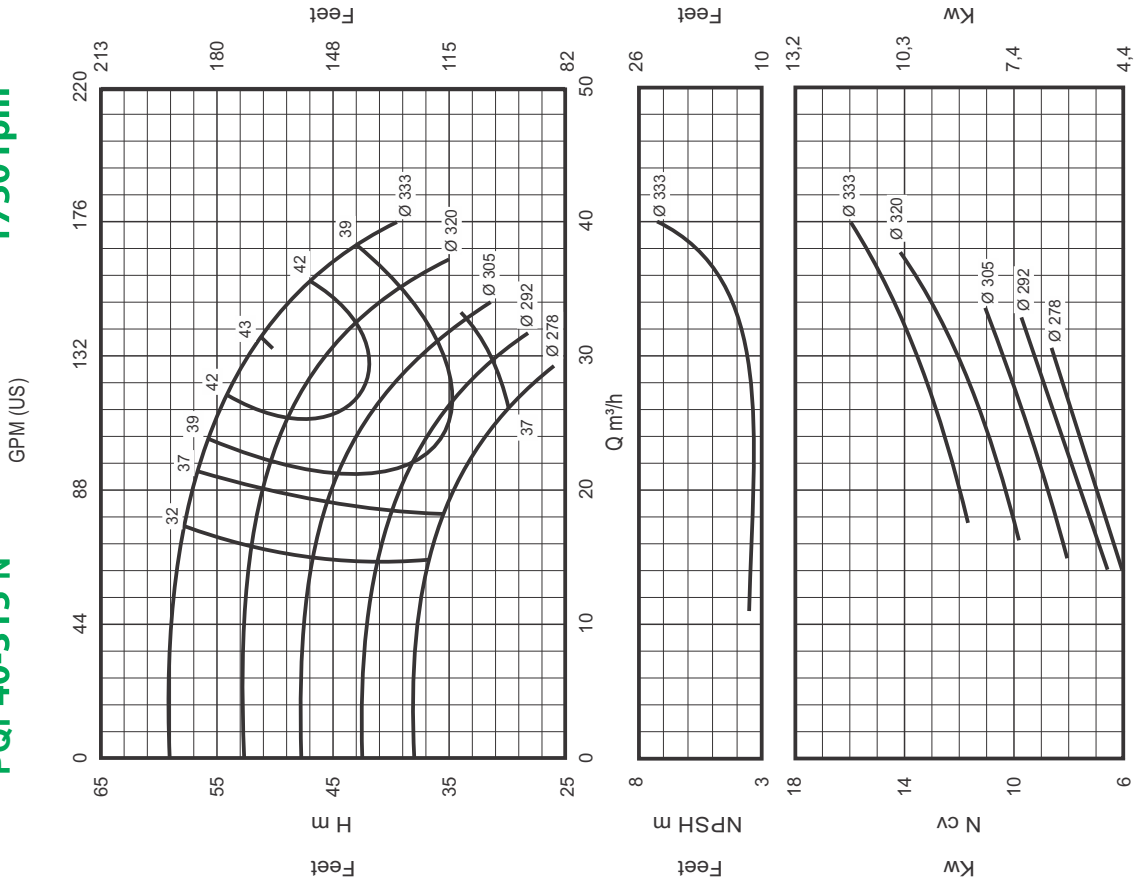 40-315 N
1750 rpm
GPM (US)
0
44
88
132
176
220
65
55
45
35
25
H m
Feet
213
180
148
115
82
Feet
32
37
39
42
43
42
39
37
Ø 333
Ø 320
Ø 305
Ø 292
Ø 278
0
10
20
30
40
50
Q m³/h
8
3
NPSH m
Feet
26
10
Feet
Ø 333
18
14
10
6
N cv
Kw
13,2
10,3
7,4
4,4
Kw
Ø 333
Ø 320
Ø 305
Ø 292
Ø 278